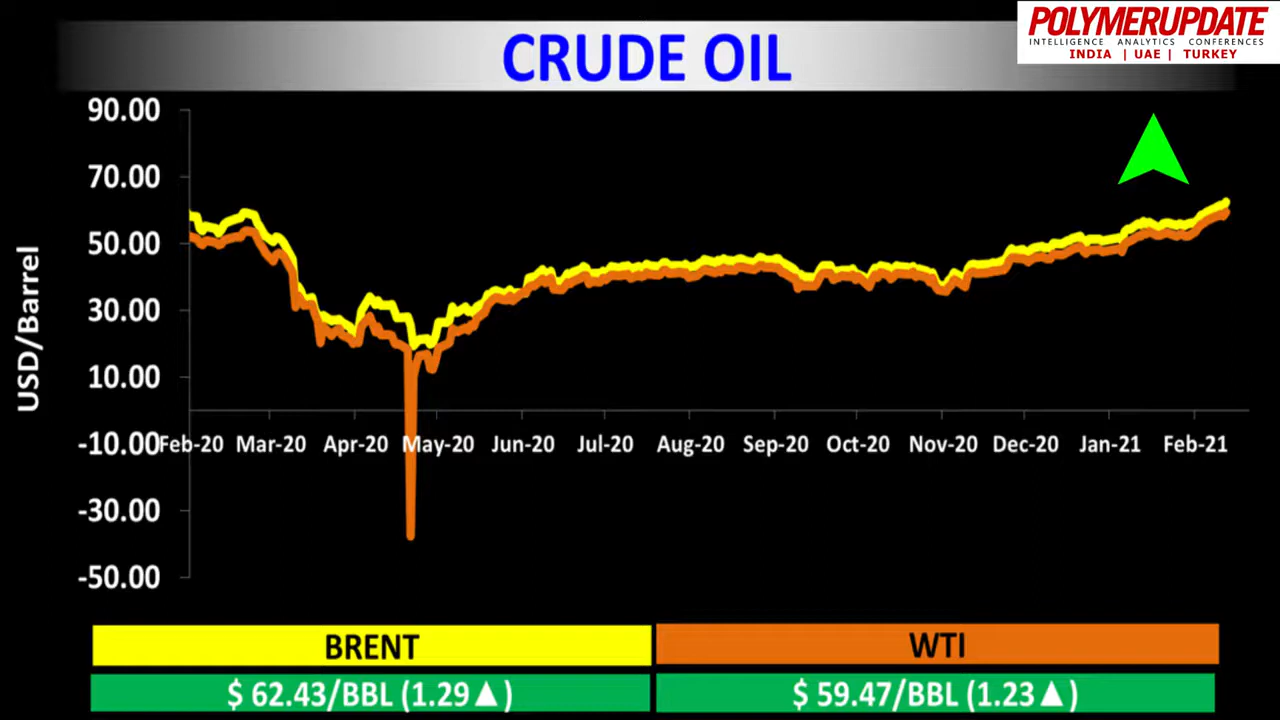 POLYMERUPDATE
INTELLIGENCE ANALYTICS CONFERENCES
INDIA | UAE | TURKEY
CRUDE OIL
USD/Barrel
90.00
70.00
50.00
30.00
10.00
-10.00
-30.00
-50.00
Feb-20 Mar-20 Apr-20 May-20 Jun-20 Jul-20 Aug-20 Sep-20 Oct-20 Nov-20 Dec-20 Jan-21 Feb-21
BRENT WTI
$ 62.43/BBL (1.29▲) $ 59.47/BBL (1.23▲)